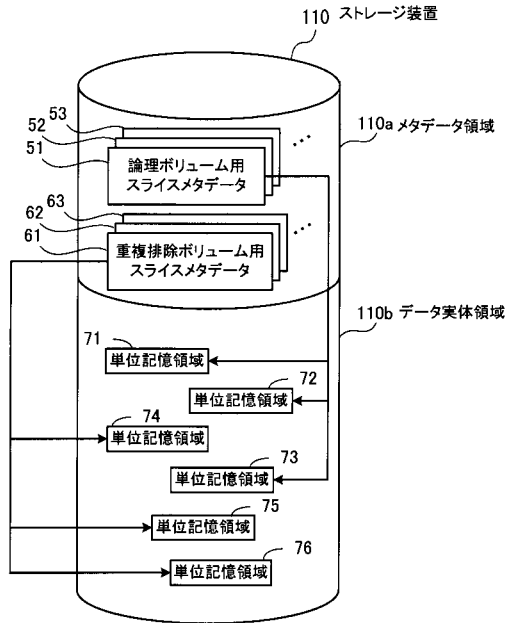 110 ストレージ装置
53
52
51
110a メタデータ領域
論理ボリューム用
スライスメタデータ
63
62
61
重複排除ボリューム用
スライスメタデータ
110b データ実体領域
71
単位記憶領域
72
単位記憶領域
74
単位記憶領域
73
単位記憶領域
75
単位記憶領域
76
単位記憶領域